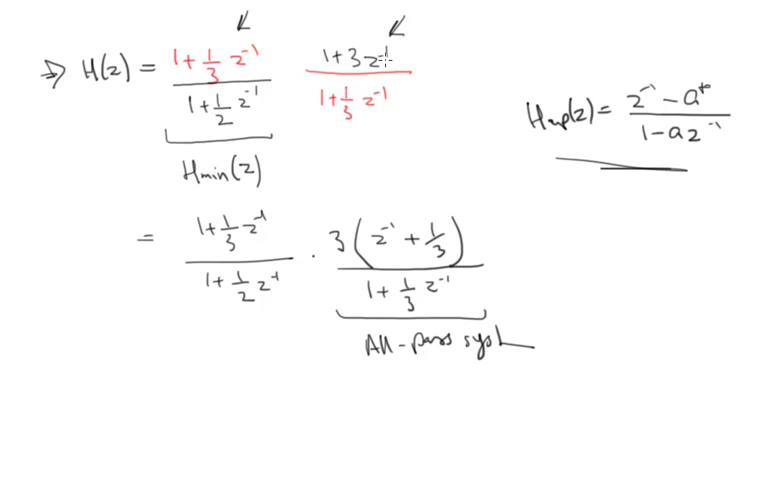 ⇒ H(z) = (1 + 1/3 z⁻¹)/(1 + 1/2 z⁻¹) (1 + 3z⁻¹)/(1 + 1/3 z⁻¹)
Hmin(z)
Hap(z) = (z⁻¹ − a*)/(1 − az⁻¹)
= (1 + 1/3 z⁻¹)/(1 + 1/2 z⁻¹) · 3(z⁻¹ + 1/3)/(1 + 1/3 z⁻¹)
All-pass syst